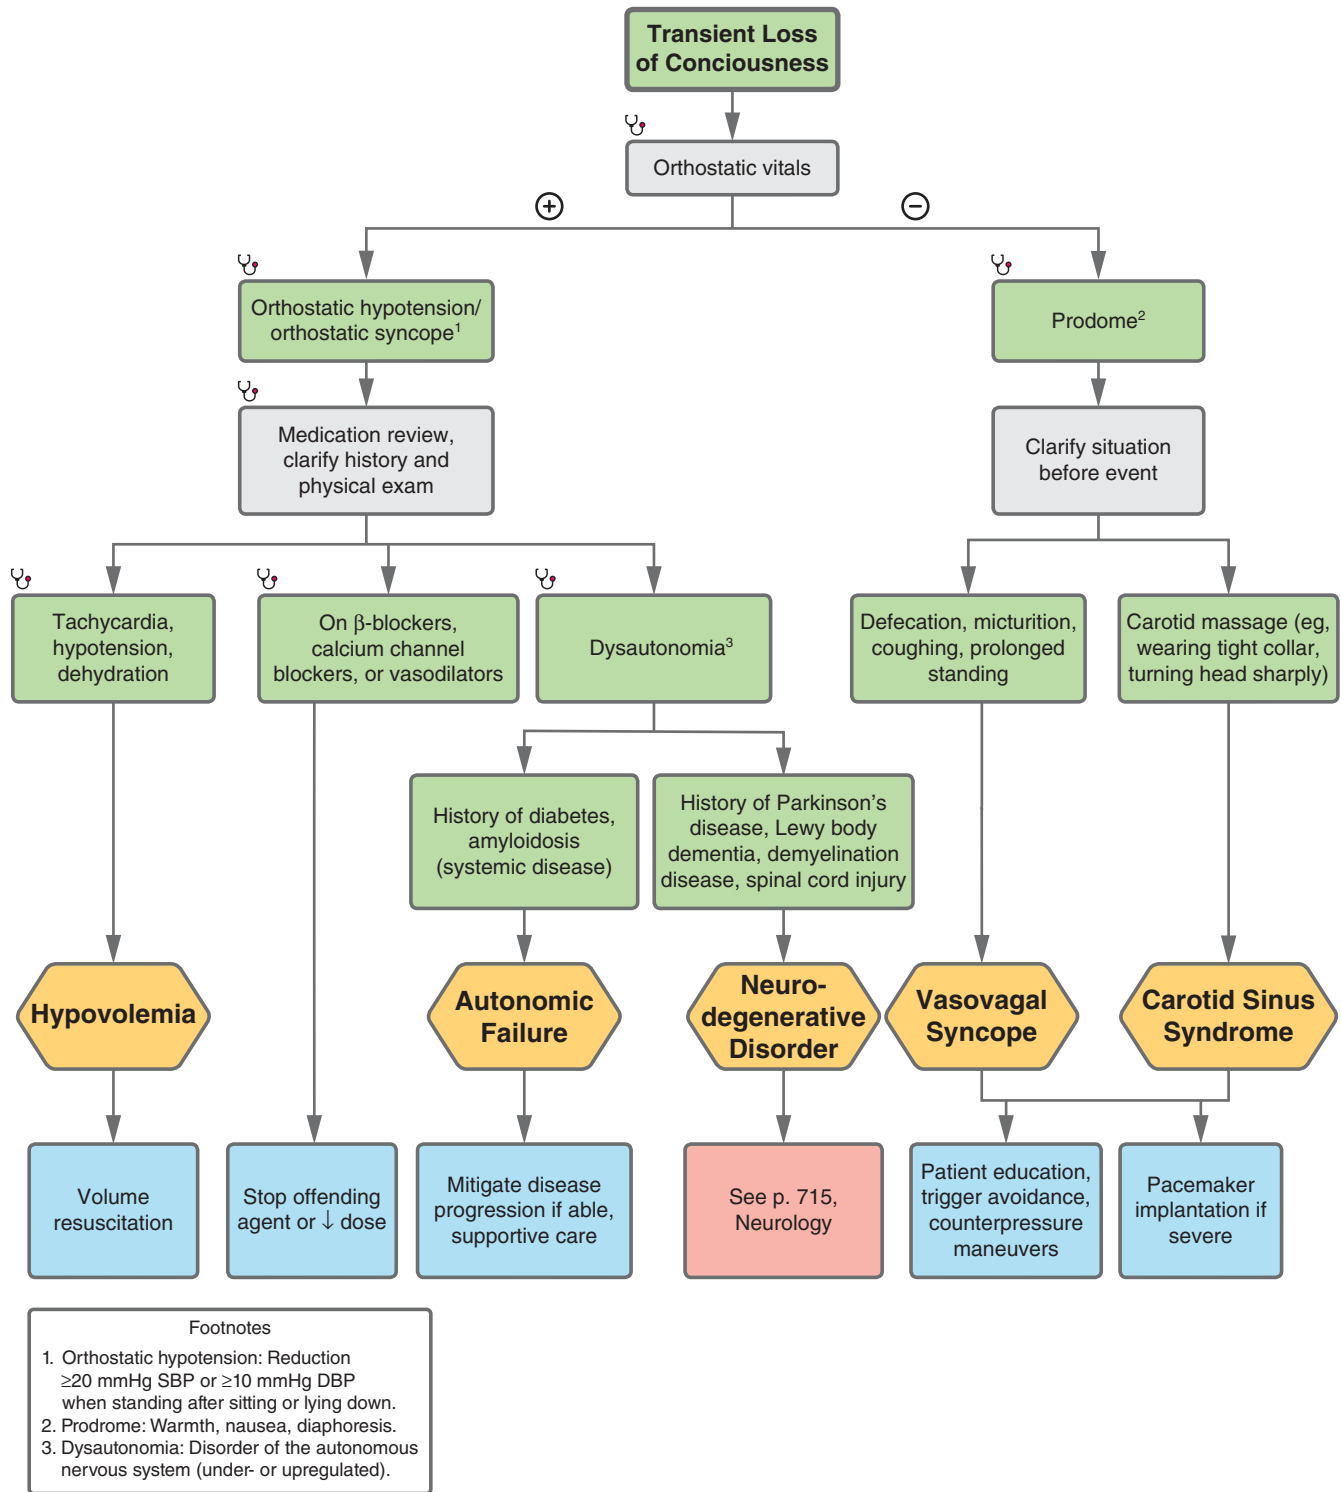 Transient Loss
of Conciousness
Orthostatic vitals
+
−
Orthostatic hypotension/
orthostatic syncope1
Prodome2
Medication review,
clarify history and
physical exam
Clarify situation
before event
Tachycardia,
hypotension,
dehydration
On β-blockers,
calcium channel
blockers, or vasodilators
Dysautonomia3
Defecation, micturition,
coughing, prolonged
standing
Carotid massage (eg,
wearing tight collar,
turning head sharply)
History of diabetes,
amyloidosis
(systemic disease)
History of Parkinson’s
disease, Lewy body
dementia, demyelination
disease, spinal cord injury
Hypovolemia
Autonomic
Failure
Neuro-
degenerative
Disorder
Vasovagal
Syncope
Carotid Sinus
Syndrome
Volume
resuscitation
Stop offending
agent or ↓ dose
Mitigate disease
progression if able,
supportive care
See p. 715,
Neurology
Patient education,
trigger avoidance,
counterpressure
maneuvers
Pacemaker
implantation if
severe
Footnotes
1. Orthostatic hypotension: Reduction
≥20 mmHg SBP or ≥10 mmHg DBP
when standing after sitting or lying down.
2. Prodrome: Warmth, nausea, diaphoresis.
3. Dysautonomia: Disorder of the autonomous
nervous system (under- or upregulated).